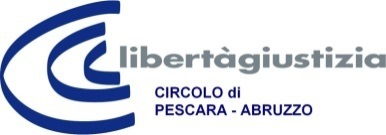 libertàgiustizia
CIRCOLO di
PESCARA - ABRUZZO